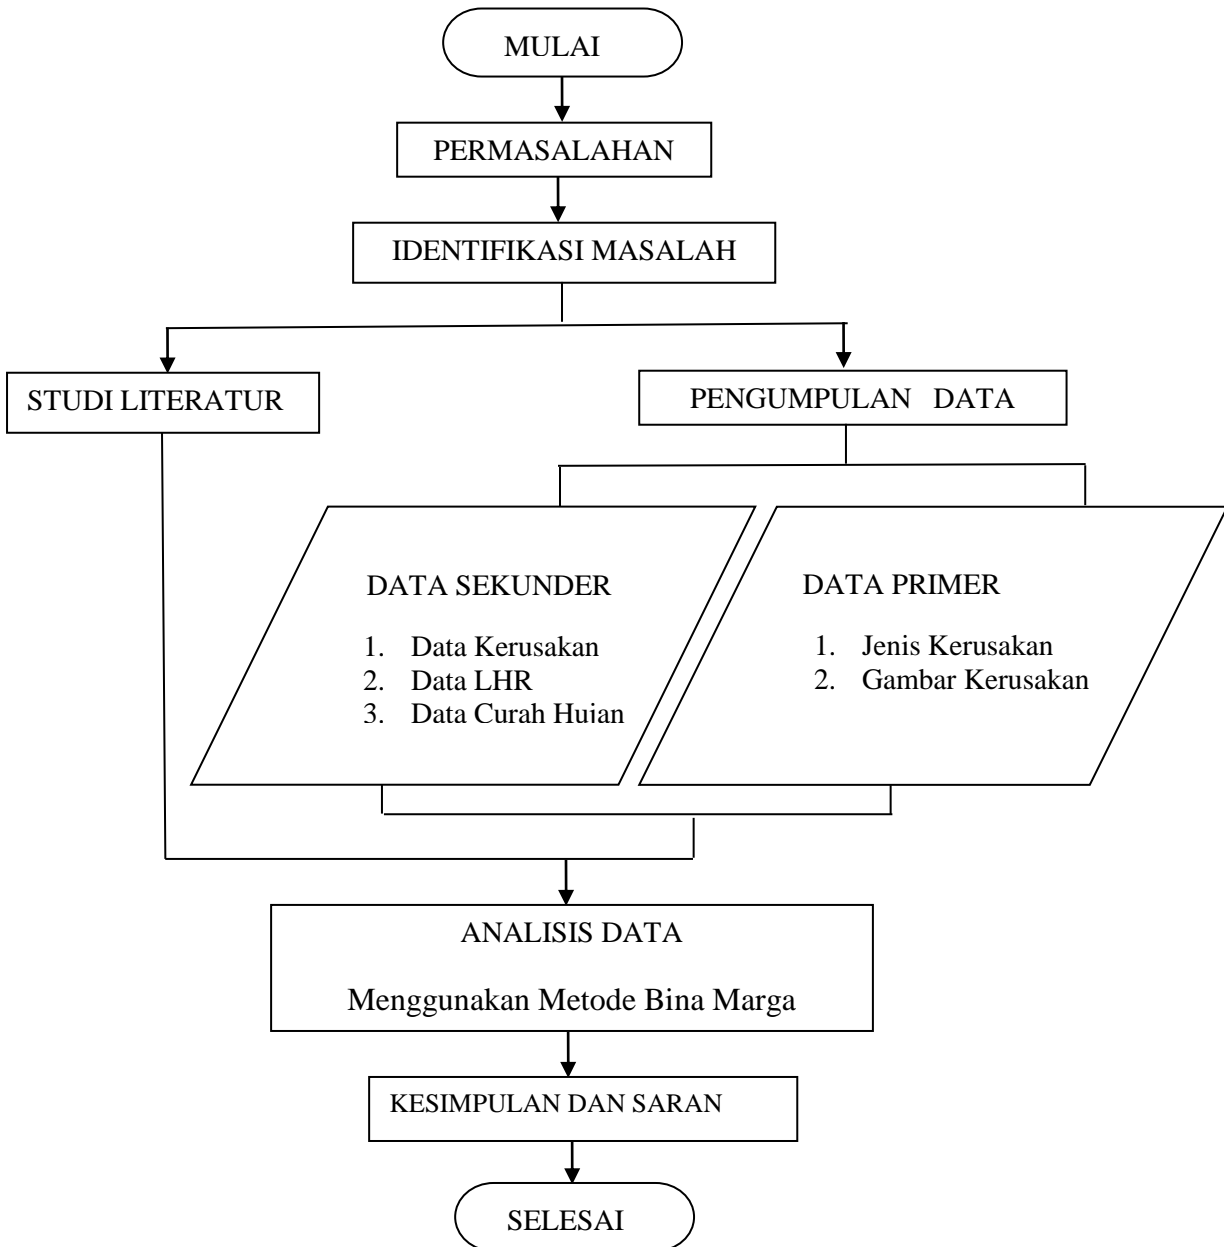 MULAI
PERMASALAHAN
IDENTIFIKASI MASALAH
STUDI LITERATUR
PENGUMPULAN DATA
DATA SEKUNDER
1. Data Kerusakan
2. Data LHR
3. Data Curah Hujan
DATA PRIMER
1. Jenis Kerusakan
2. Gambar Kerusakan
ANALISIS DATA
Menggunakan Metode Bina Marga
KESIMPULAN DAN SARAN
SELESAI